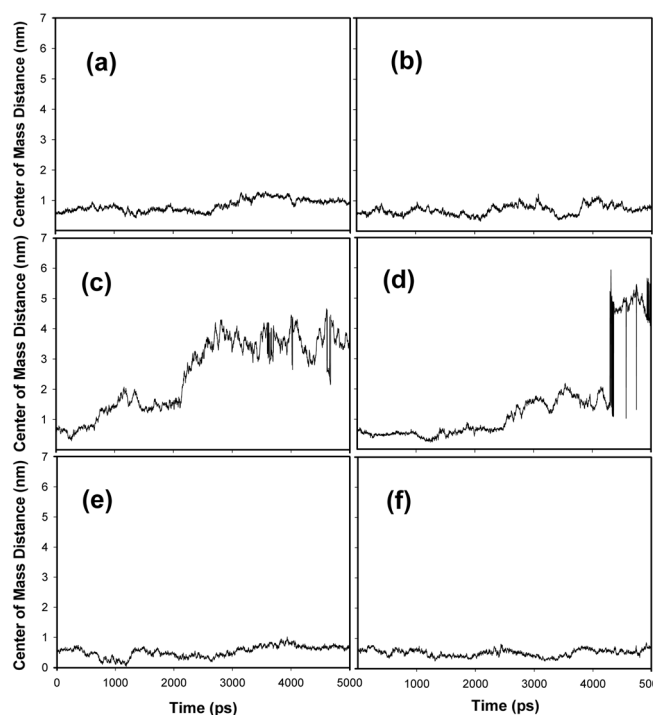 Center of Mass Distance (nm)
7
6
5
4
3
2
1
(a)
(b)
Center of Mass Distance (nm)
7
6
5
4
3
2
1
(c)
(d)
Center of Mass Distance (nm)
7
6
5
4
3
2
1
0
(e)
(f)
0 1000 2000 3000 4000 5000
1000 2000 3000 4000 500
Time (ps)
Time (ps)